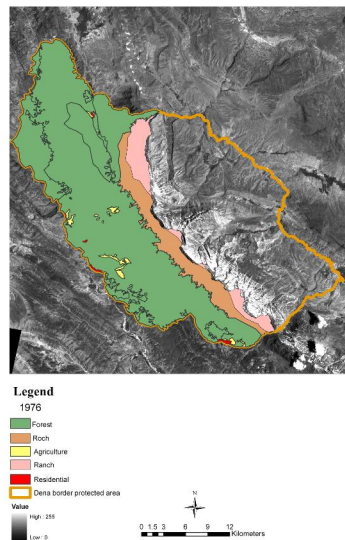 Legend
1976
Forest
Roch
Agriculture
Ranch
Residential
Dena border protected area
Value
High : 255
Low : 0
N
0 1.5 3 6 9 12
Kilometers